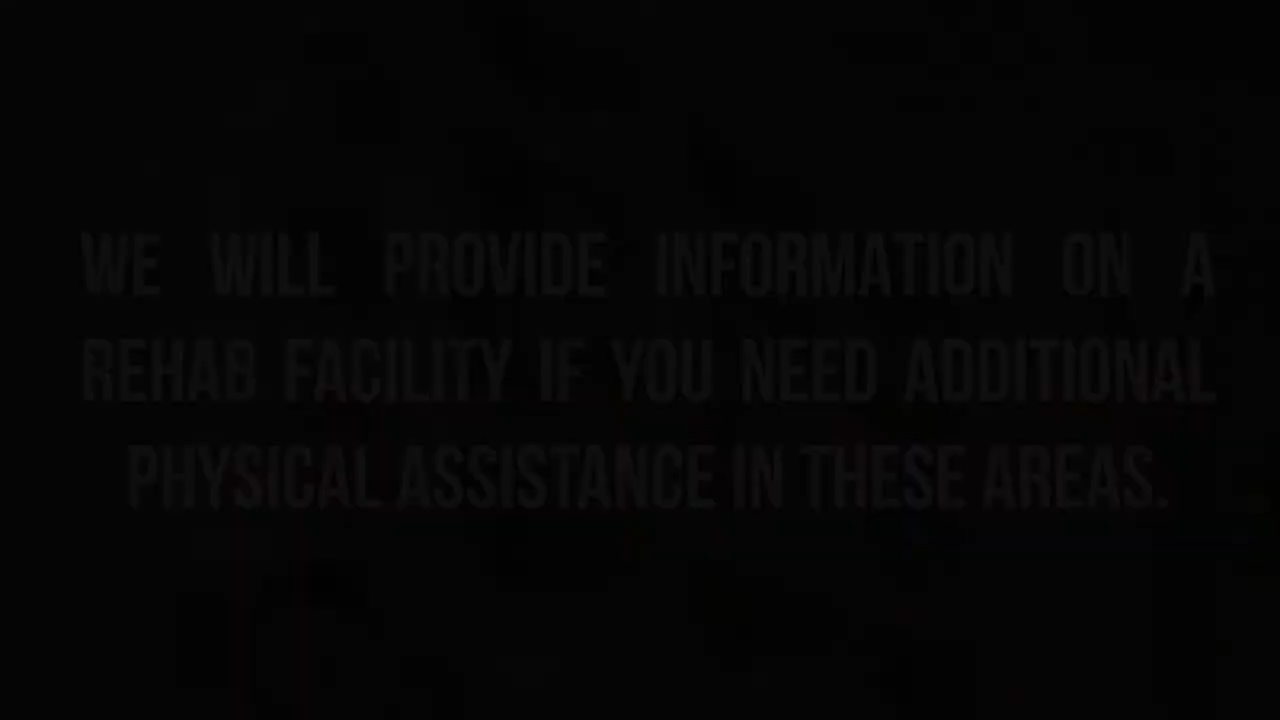 WE WILL PROVIDE INFORMATION ON A
REHAB FACILITY IF YOU NEED ADDITIONAL
PHYSICAL ASSISTANCE IN THESE AREAS.